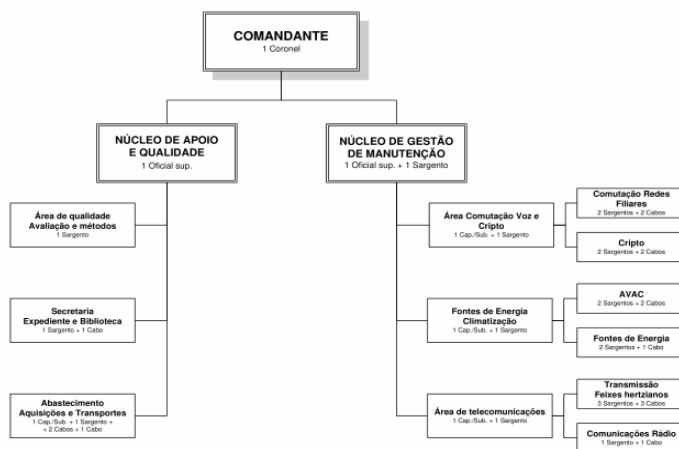 COMANDANTE
1 Coronel
NÚCLEO DE APOIO
E QUALIDADE
1 Oficial sup.
NÚCLEO DE GESTÃO
DE MANUTENÇÃO
1 Oficial sup. + 1 Sargento
Área de qualidade
Avaliação e métodos
1 Sargento
Secretaria
Expediente e Biblioteca
1 Sargento + 1 Cabo
Abastecimento
Aquisições e Transportes
1 Cap./Sub. + 1 Sargento +
+ 2 Cabos + 1 Cabo
Área Comutação Voz e
Cripto
1 Cap./Sub. + 1 Sargento
Comutação Redes
Filiares
2 Sargentos + 2 Cabos
Cripto
2 Sargentos + 2 Cabos
Fontes de Energia
Climatização
1 Cap./Sub. + 1 Sargento
AVAC
2 Sargentos + 2 Cabos
Fontes de Energia
2 Sargentos + 1 Cabo
Área de telecomunicações
1 Cap./Sub. + 1 Sargento
Transmissão
Feixes hertzianos
3 Sargentos + 3 Cabos
Comunicações Rádio
1 Sargento + 1 Cabo